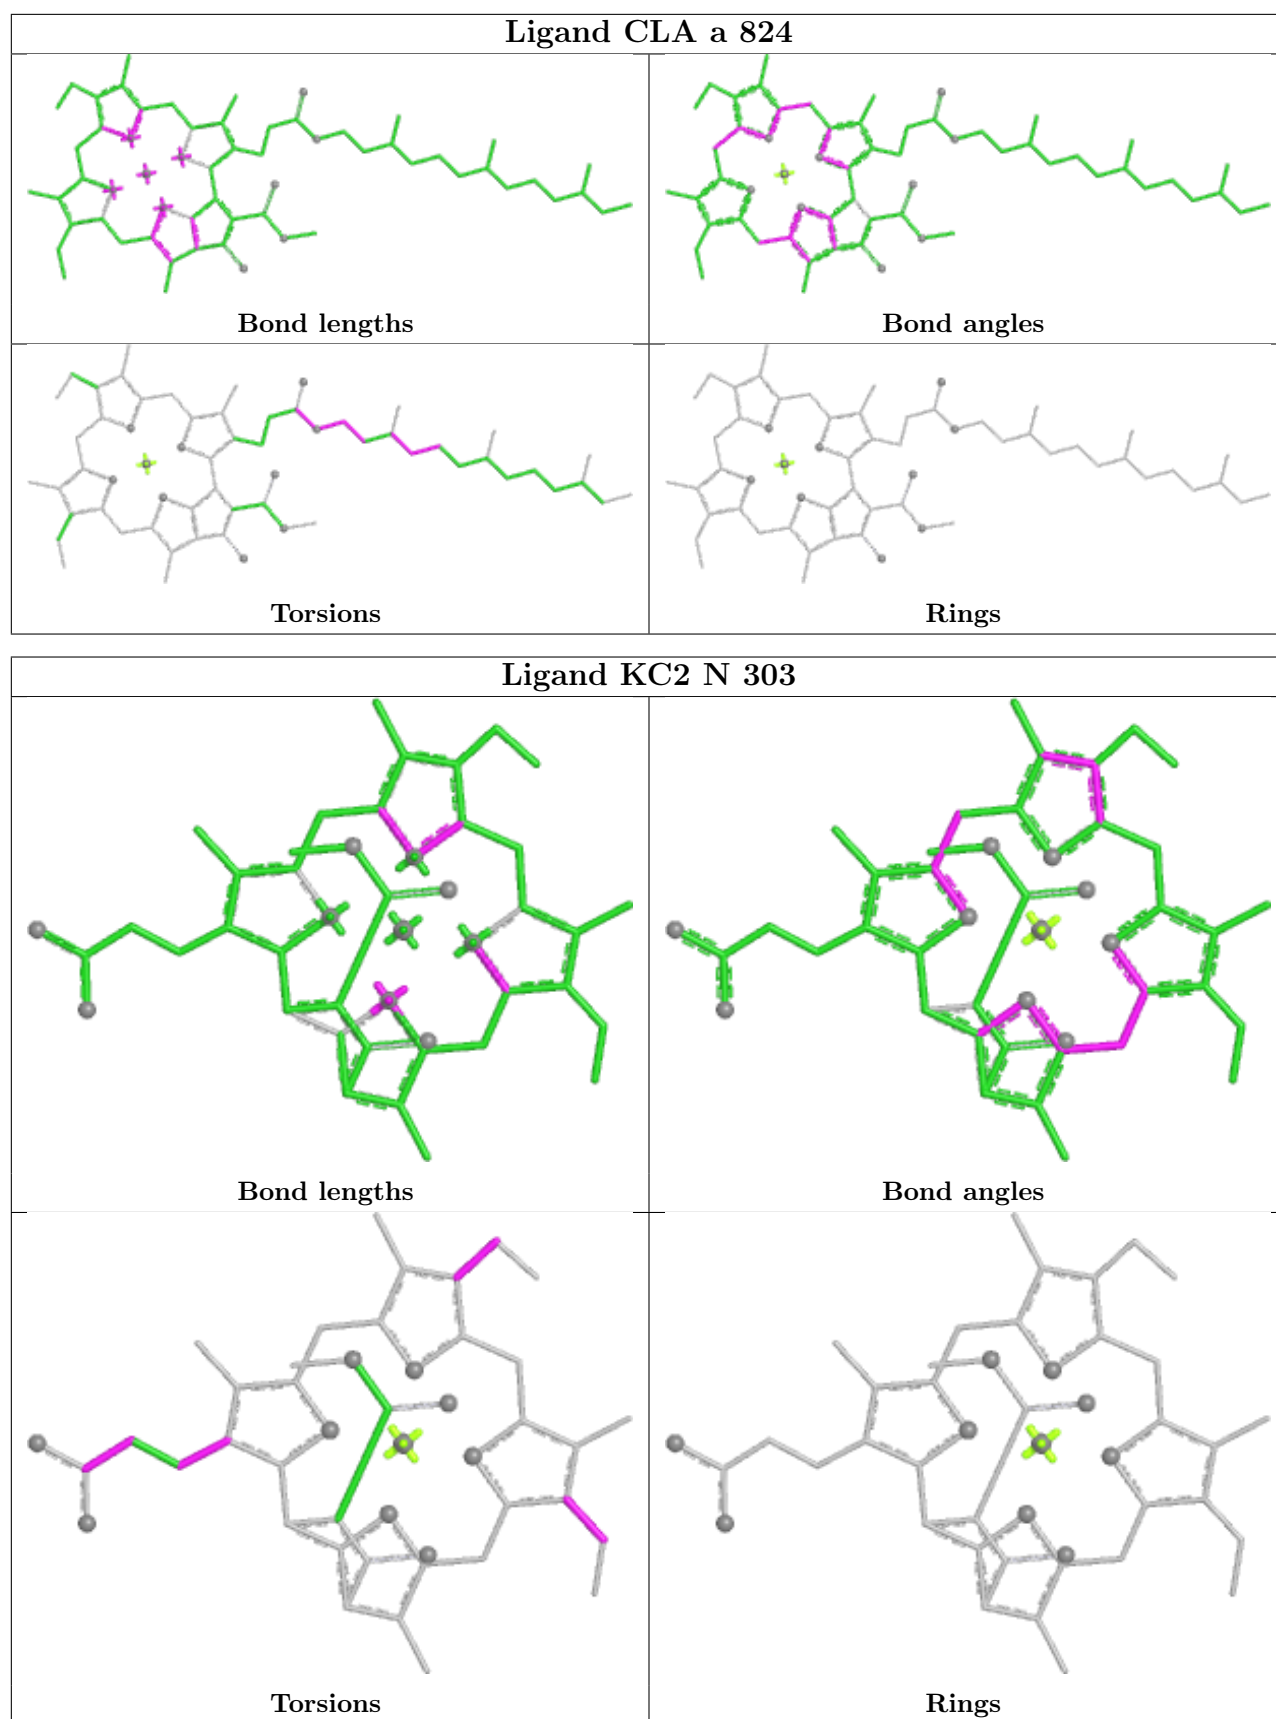 Ligand CLA a 824
Bond lengths
Bond angles
Torsions
Rings
Ligand KC2 N 303
Bond lengths
Bond angles
Torsions
Rings